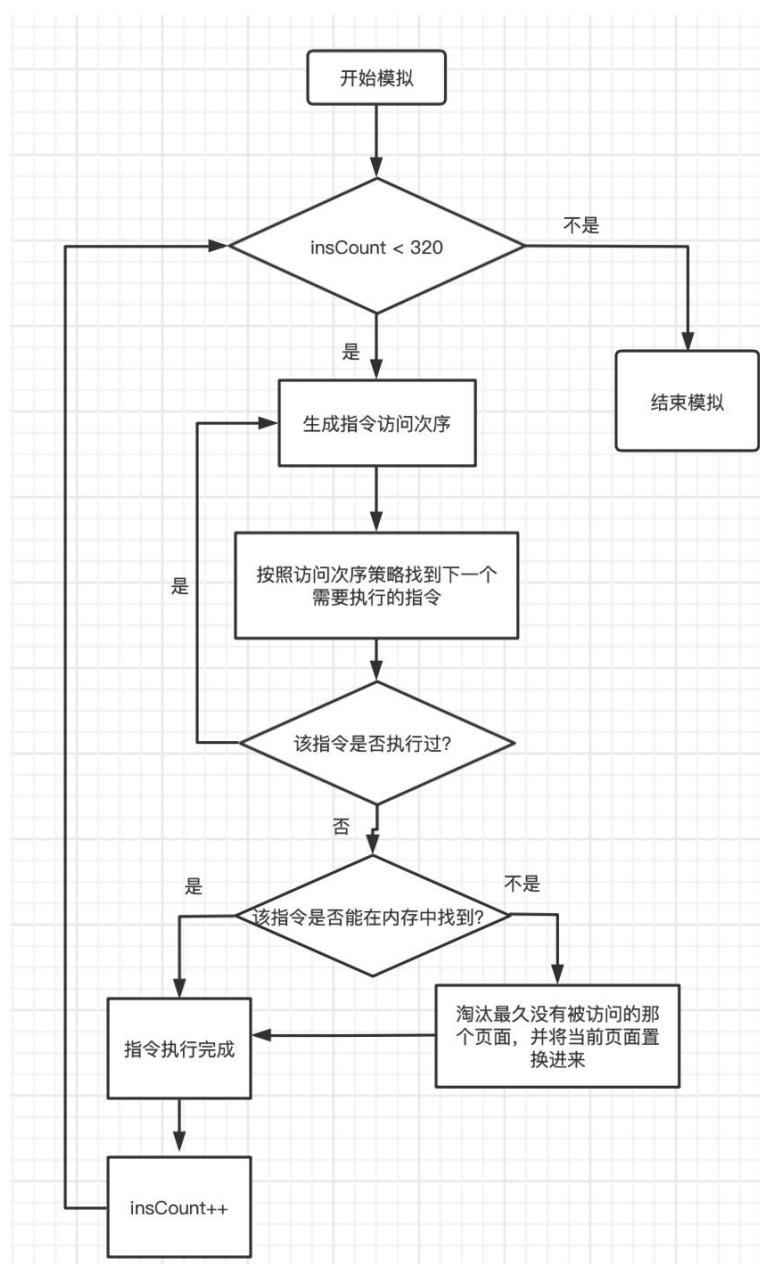 开始模拟
insCount < 320
不是
是
结束模拟
生成指令访问次序
按照访问次序策略找到下一个
需要执行的指令
是
该指令是否执行过?
否
是
不是
该指令是否能在内存中找到?
淘汰最久没有被访问的那
个页面，并将当前页面置
换进来
指令执行完成
insCount++